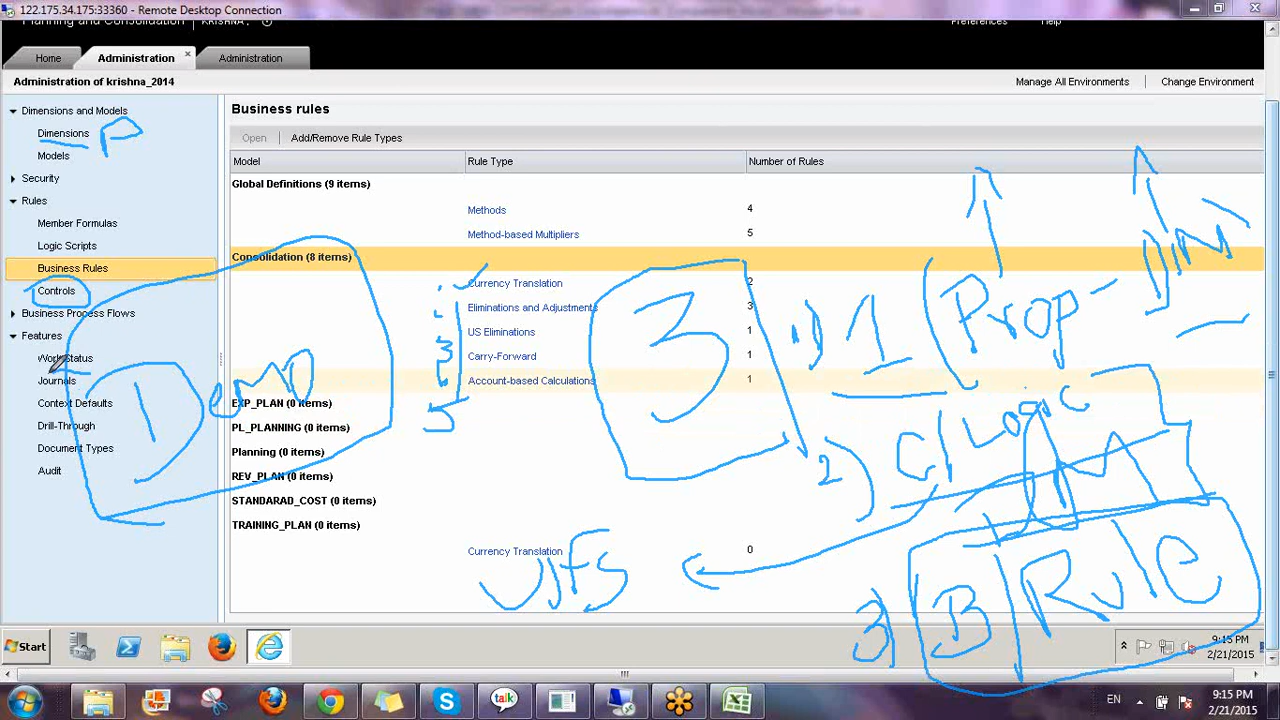 122.175.34.175:33360 - Remote Desktop Connection
Planning and Consolidation
KRISHNA
Preferences
Help
Home
Administration
Administration
Administration of krishna_2014
Manage All Environments
Change Environment
Dimensions and Models
Dimensions
P
Models
Security
Rules
Member Formulas
Logic Scripts
Business Rules
Controls
Business Process Flows
Features
Work Status
Journals
Context Defaults
Drill-Through
Document Types
Audit
Business rules
Open
Add/Remove Rule Types
Model
Rule Type
Number of Rules
Global Definitions (9 items)
Methods 4
Method-based Multipliers 5
Consolidation (8 items)
Currency Translation 2
Eliminations and Adjustments 3
US Eliminations 1
Carry-Forward 1
Account-based Calculations 1
EXP_PLAN (0 items)
PL_PLANNING (0 items)
Planning (0 items)
REV_PLAN (0 items)
STANDARAD_COST (0 items)
TRAINING_PLAN (0 items)
Currency Translation 0
Demo
5
3
1) 1 (Prop-
DIM
2) C/Logic
M
3) B/Rule
Start
9:15 PM
2/21/2015
talk
EN
9:15 PM
2/21/2015